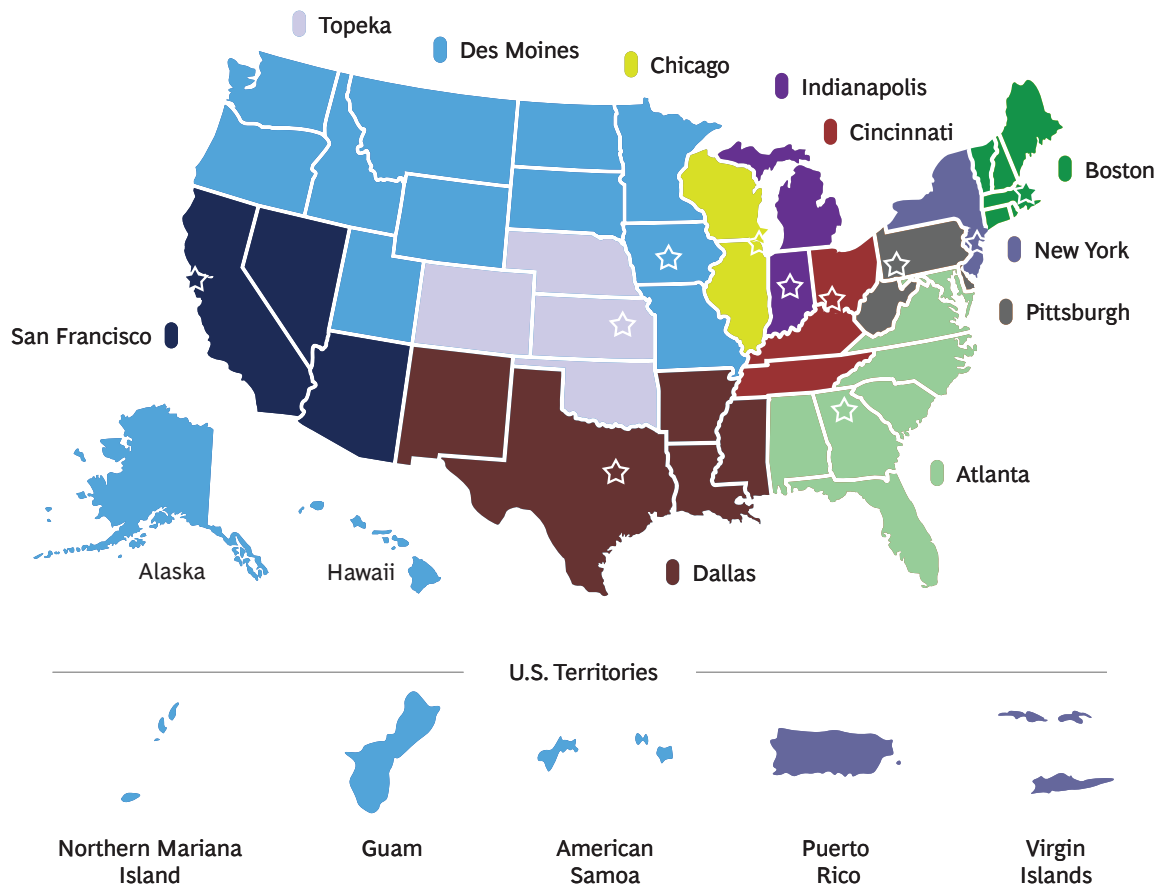 Topeka
Des Moines
Chicago
Indianapolis
Cincinnati
Boston
New York
Pittsburgh
San Francisco
Atlanta
Alaska
Hawaii
Dallas
U.S. Territories
Northern Mariana
Island
Guam
American
Samoa
Puerto
Rico
Virgin
Islands